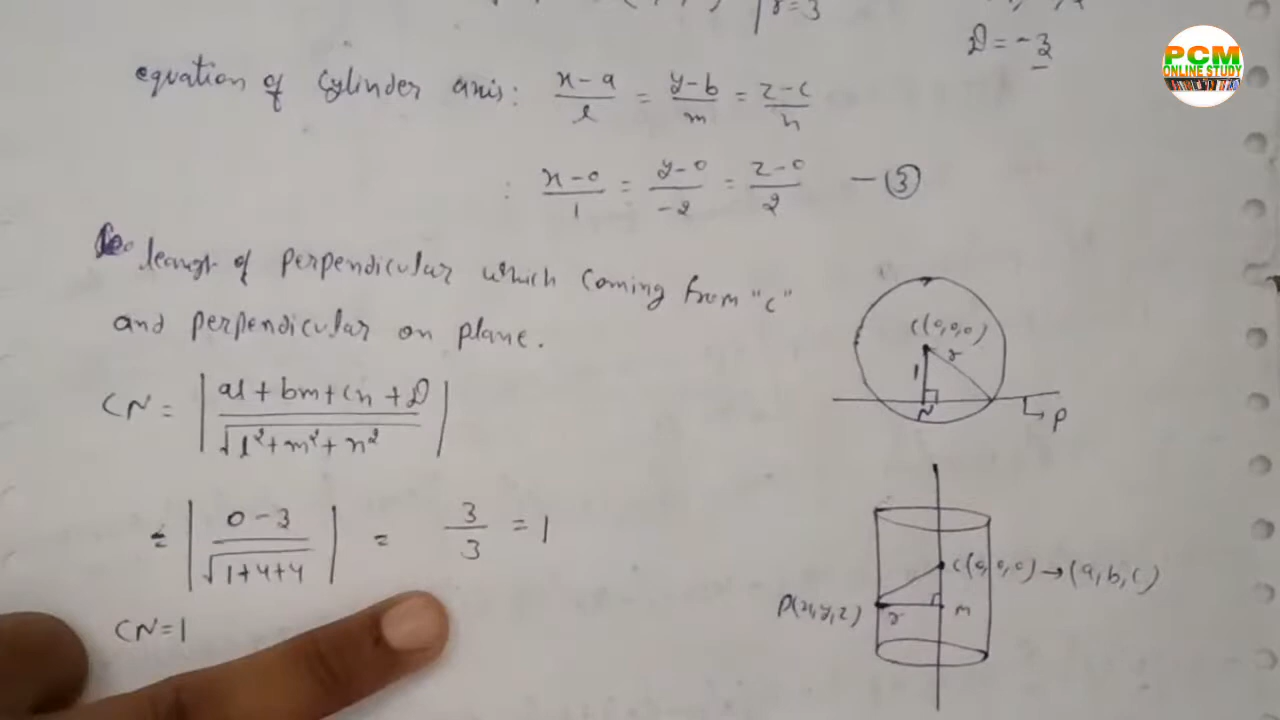 r=3
D = -3
PCM
ONLINE STUDY
equation of Cylinder axis: x-a/l = y-b/m = z-c/n
: x-0/1 = y-0/-2 = z-0/2 — ③
of perpendicular which coming from "c"
and perpendicular on plane.
CN = |al + bm + cn + D / √l²+m²+n²|
= |0-3 / √1+4+4| = 3/3 = 1
CN=1
C(0,0,0)
r
1
N
P
C(0,0,0) → (a,b,c)
P(x,y,z)
r
m